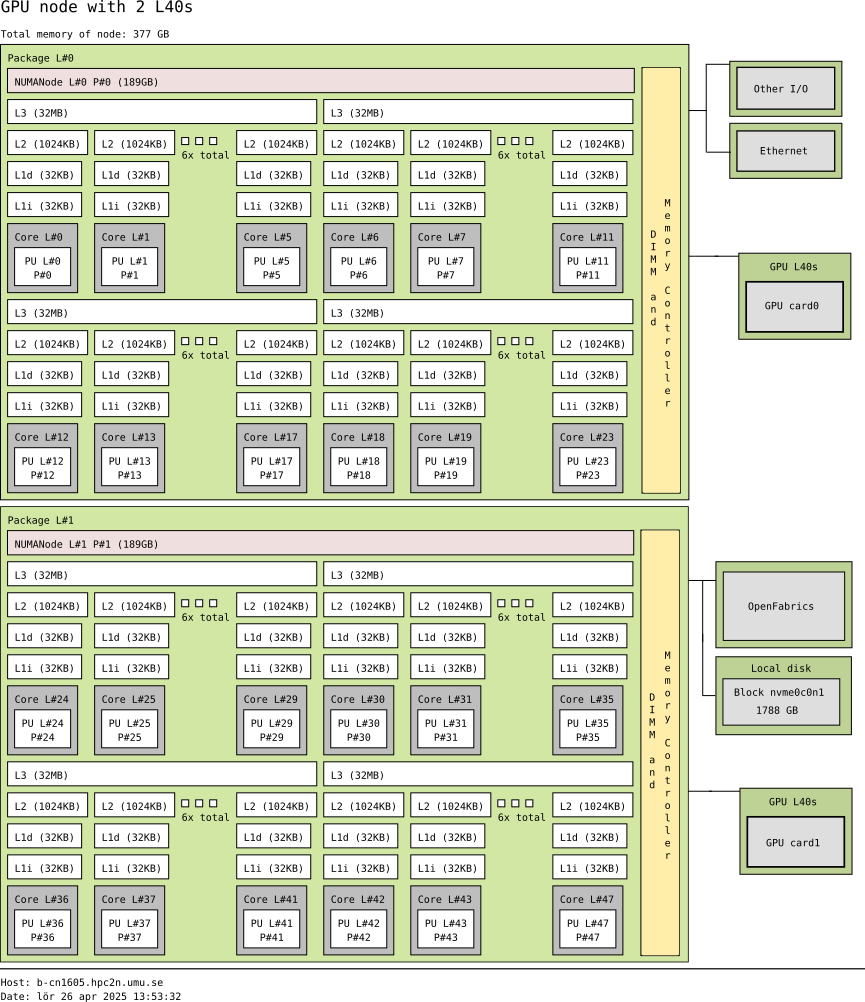 GPU node with 2 L40s
Total memory of node: 377 GB
Package L#0
NUMANode L#0 P#0 (189GB)
L3 (32MB) L3 (32MB)
L2 (1024KB) L2 (1024KB) 6x total L2 (1024KB) L2 (1024KB) L2 (1024KB) 6x total L2 (1024KB)
L1d (32KB) L1d (32KB) L1d (32KB) L1d (32KB) L1d (32KB) L1d (32KB)
L1i (32KB) L1i (32KB) L1i (32KB) L1i (32KB) L1i (32KB) L1i (32KB)
Core L#0 Core L#1 Core L#5 Core L#6 Core L#7 Core L#11
PU L#0 PU L#1 PU L#5 PU L#6 PU L#7 PU L#11
P#0 P#1 P#5 P#6 P#7 P#11
L3 (32MB) L3 (32MB)
L2 (1024KB) L2 (1024KB) 6x total L2 (1024KB) L2 (1024KB) L2 (1024KB) 6x total L2 (1024KB)
L1d (32KB) L1d (32KB) L1d (32KB) L1d (32KB) L1d (32KB) L1d (32KB)
L1i (32KB) L1i (32KB) L1i (32KB) L1i (32KB) L1i (32KB) L1i (32KB)
Core L#12 Core L#13 Core L#17 Core L#18 Core L#19 Core L#23
PU L#12 PU L#13 PU L#17 PU L#18 PU L#19 PU L#23
P#12 P#13 P#17 P#18 P#19 P#23
DIMM and
Memory Controller
Other I/O
Ethernet
GPU L40s
GPU card0
Package L#1
NUMANode L#1 P#1 (189GB)
L3 (32MB) L3 (32MB)
L2 (1024KB) L2 (1024KB) 6x total L2 (1024KB) L2 (1024KB) L2 (1024KB) 6x total L2 (1024KB)
L1d (32KB) L1d (32KB) L1d (32KB) L1d (32KB) L1d (32KB) L1d (32KB)
L1i (32KB) L1i (32KB) L1i (32KB) L1i (32KB) L1i (32KB) L1i (32KB)
Core L#24 Core L#25 Core L#29 Core L#30 Core L#31 Core L#35
PU L#24 PU L#25 PU L#29 PU L#30 PU L#31 PU L#35
P#24 P#25 P#29 P#30 P#31 P#35
L3 (32MB) L3 (32MB)
L2 (1024KB) L2 (1024KB) 6x total L2 (1024KB) L2 (1024KB) L2 (1024KB) 6x total L2 (1024KB)
L1d (32KB) L1d (32KB) L1d (32KB) L1d (32KB) L1d (32KB) L1d (32KB)
L1i (32KB) L1i (32KB) L1i (32KB) L1i (32KB) L1i (32KB) L1i (32KB)
Core L#36 Core L#37 Core L#41 Core L#42 Core L#43 Core L#47
PU L#36 PU L#37 PU L#41 PU L#42 PU L#43 PU L#47
P#36 P#37 P#41 P#42 P#43 P#47
DIMM and
Memory Controller
OpenFabrics
Local disk
Block nvme0c0n1
1788 GB
GPU L40s
GPU card1
Host: b-cn1605.hpc2n.umu.se
Date: lör 26 apr 2025 13:53:32